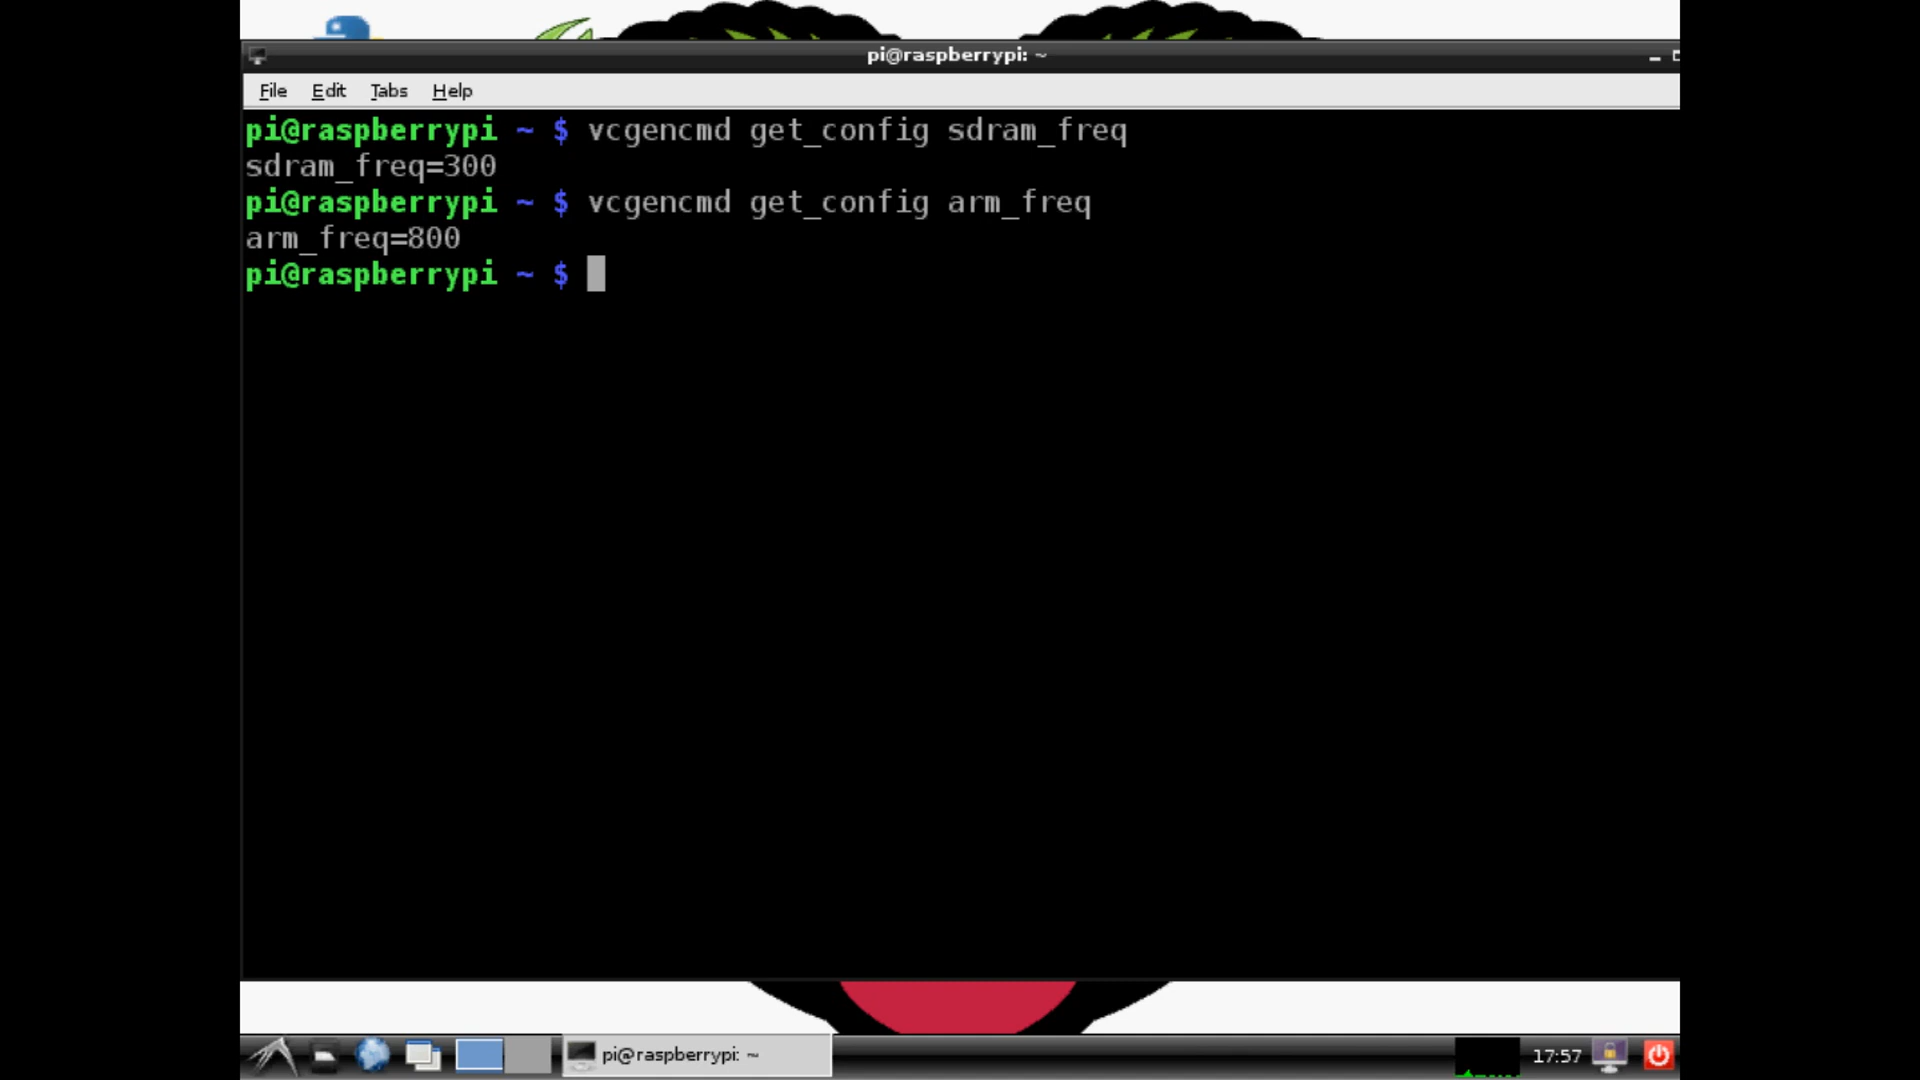 pi@raspberrypi: ~
File Edit Tabs Help
pi@raspberrypi ~ $ vcgencmd get_config sdram_freq
sdram_freq=300
pi@raspberrypi ~ $ vcgencmd get_config arm_freq
arm_freq=800
pi@raspberrypi ~ $
pi@raspberrypi: ~
17:57